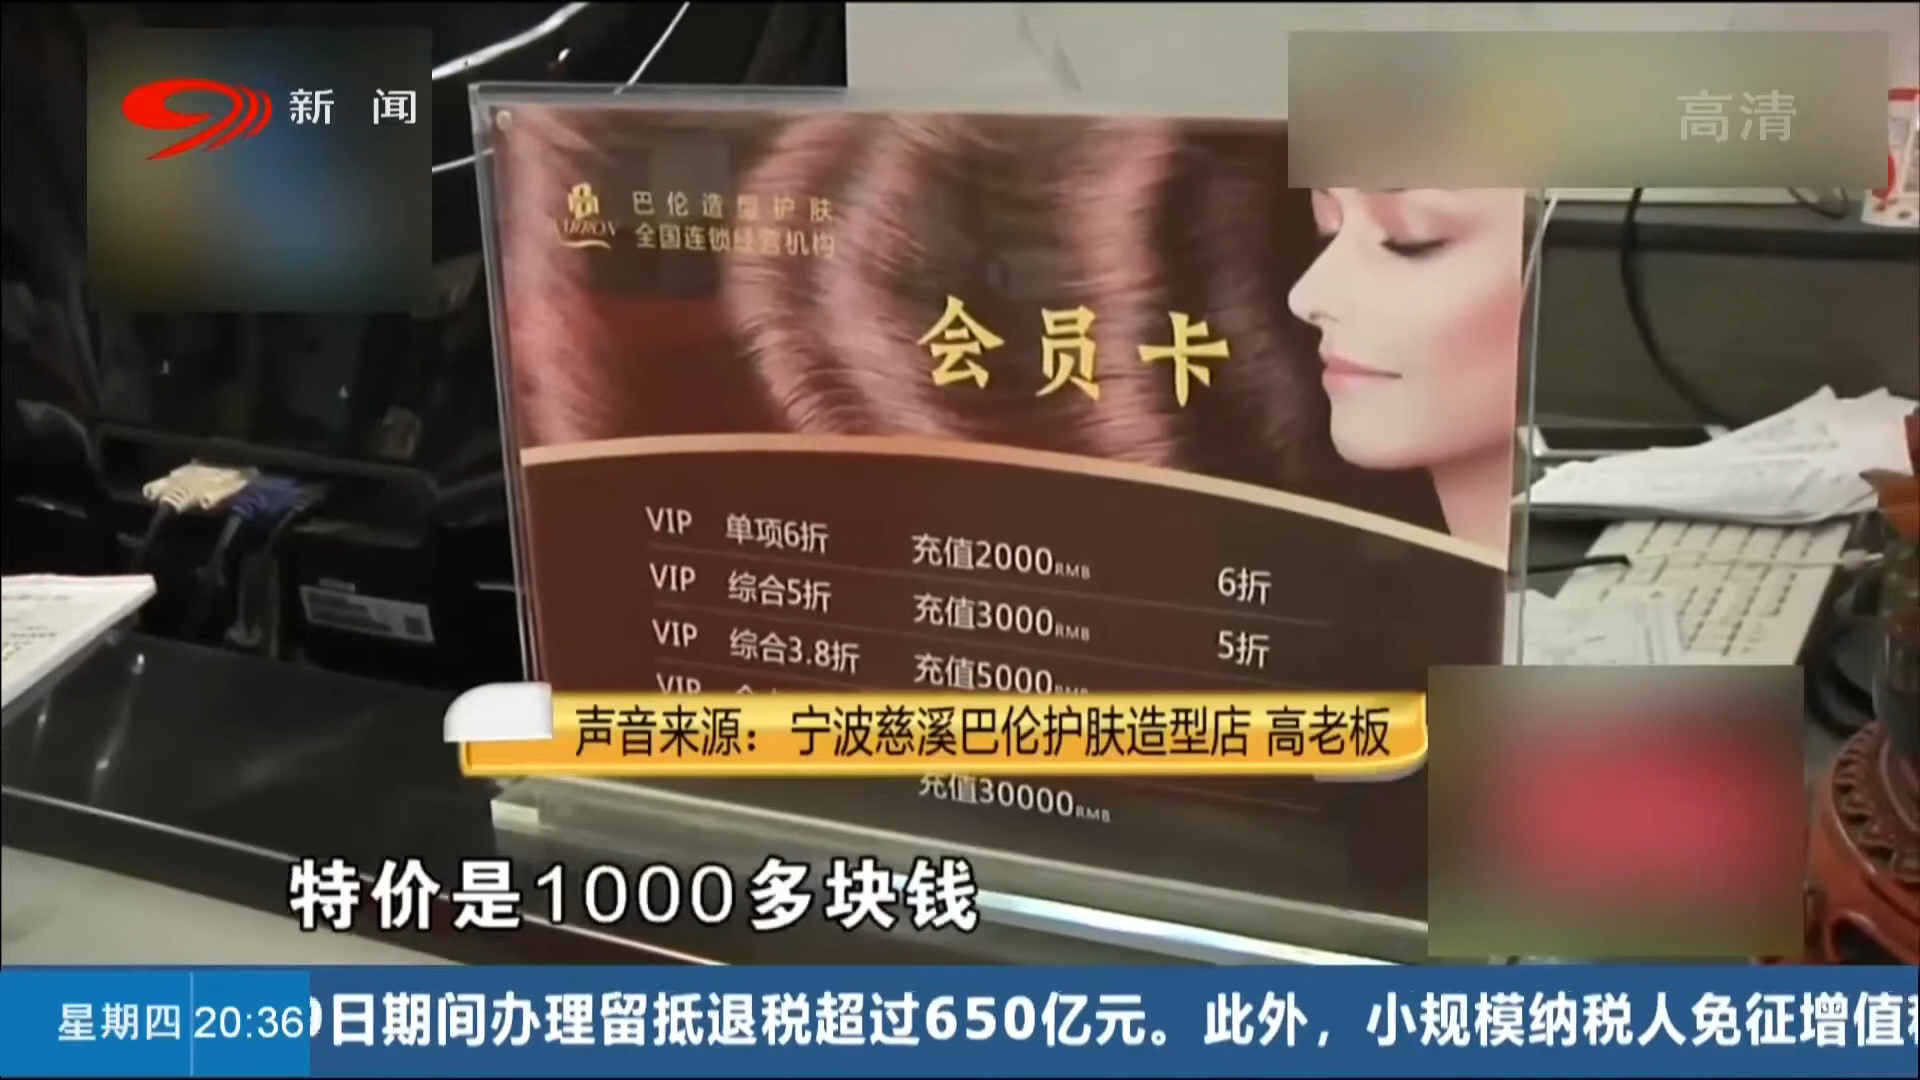 新闻
高清
巴伦造型护肤
全国连锁经营机构
会员卡
VIP 单项6折 充值2000RMB 6折
VIP 综合5折 充值3000RMB 5折
VIP 综合3.8折 充值5000RMB
VIP
声音来源：宁波慈溪巴伦护肤造型店 高老板
充值30000RMB
特价是1000多块钱
星期四 20:36 日期间办理留抵退税超过650亿元。此外，小规模纳税人免征增值